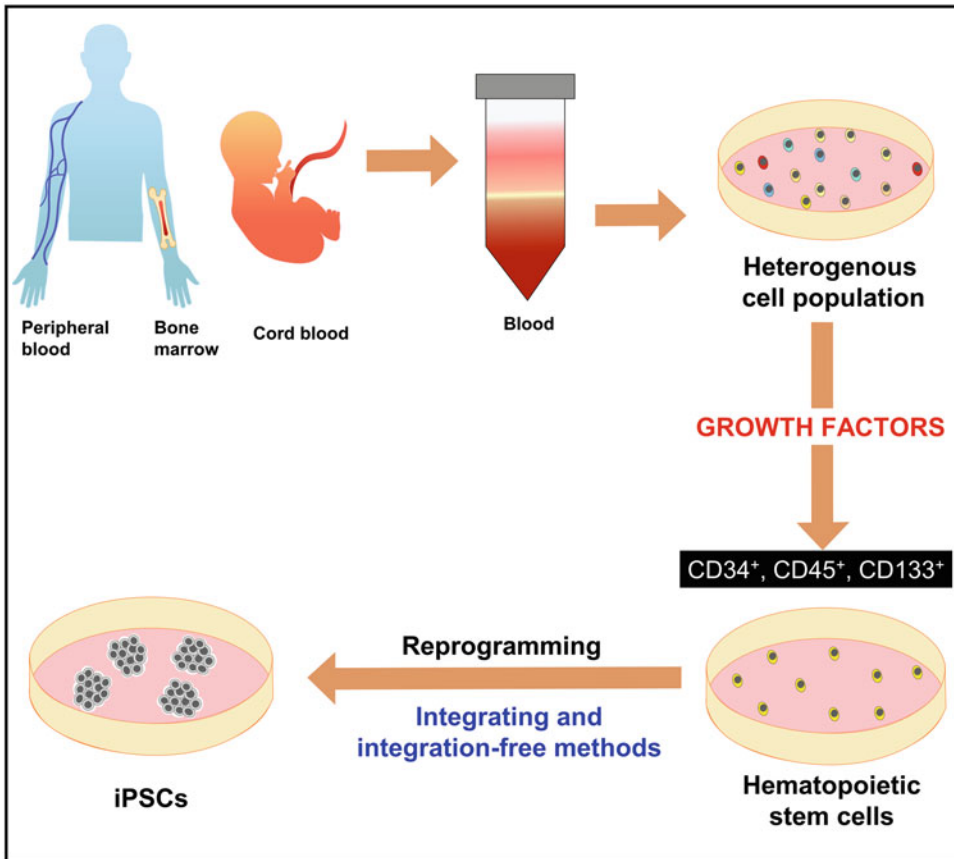 Peripheral
blood
Bone
marrow
Cord blood
Blood
Heterogenous
cell population
GROWTH FACTORS
CD34⁺, CD45⁺, CD133⁺
Hematopoietic
stem cells
Reprogramming
Integrating and
integration-free methods
iPSCs